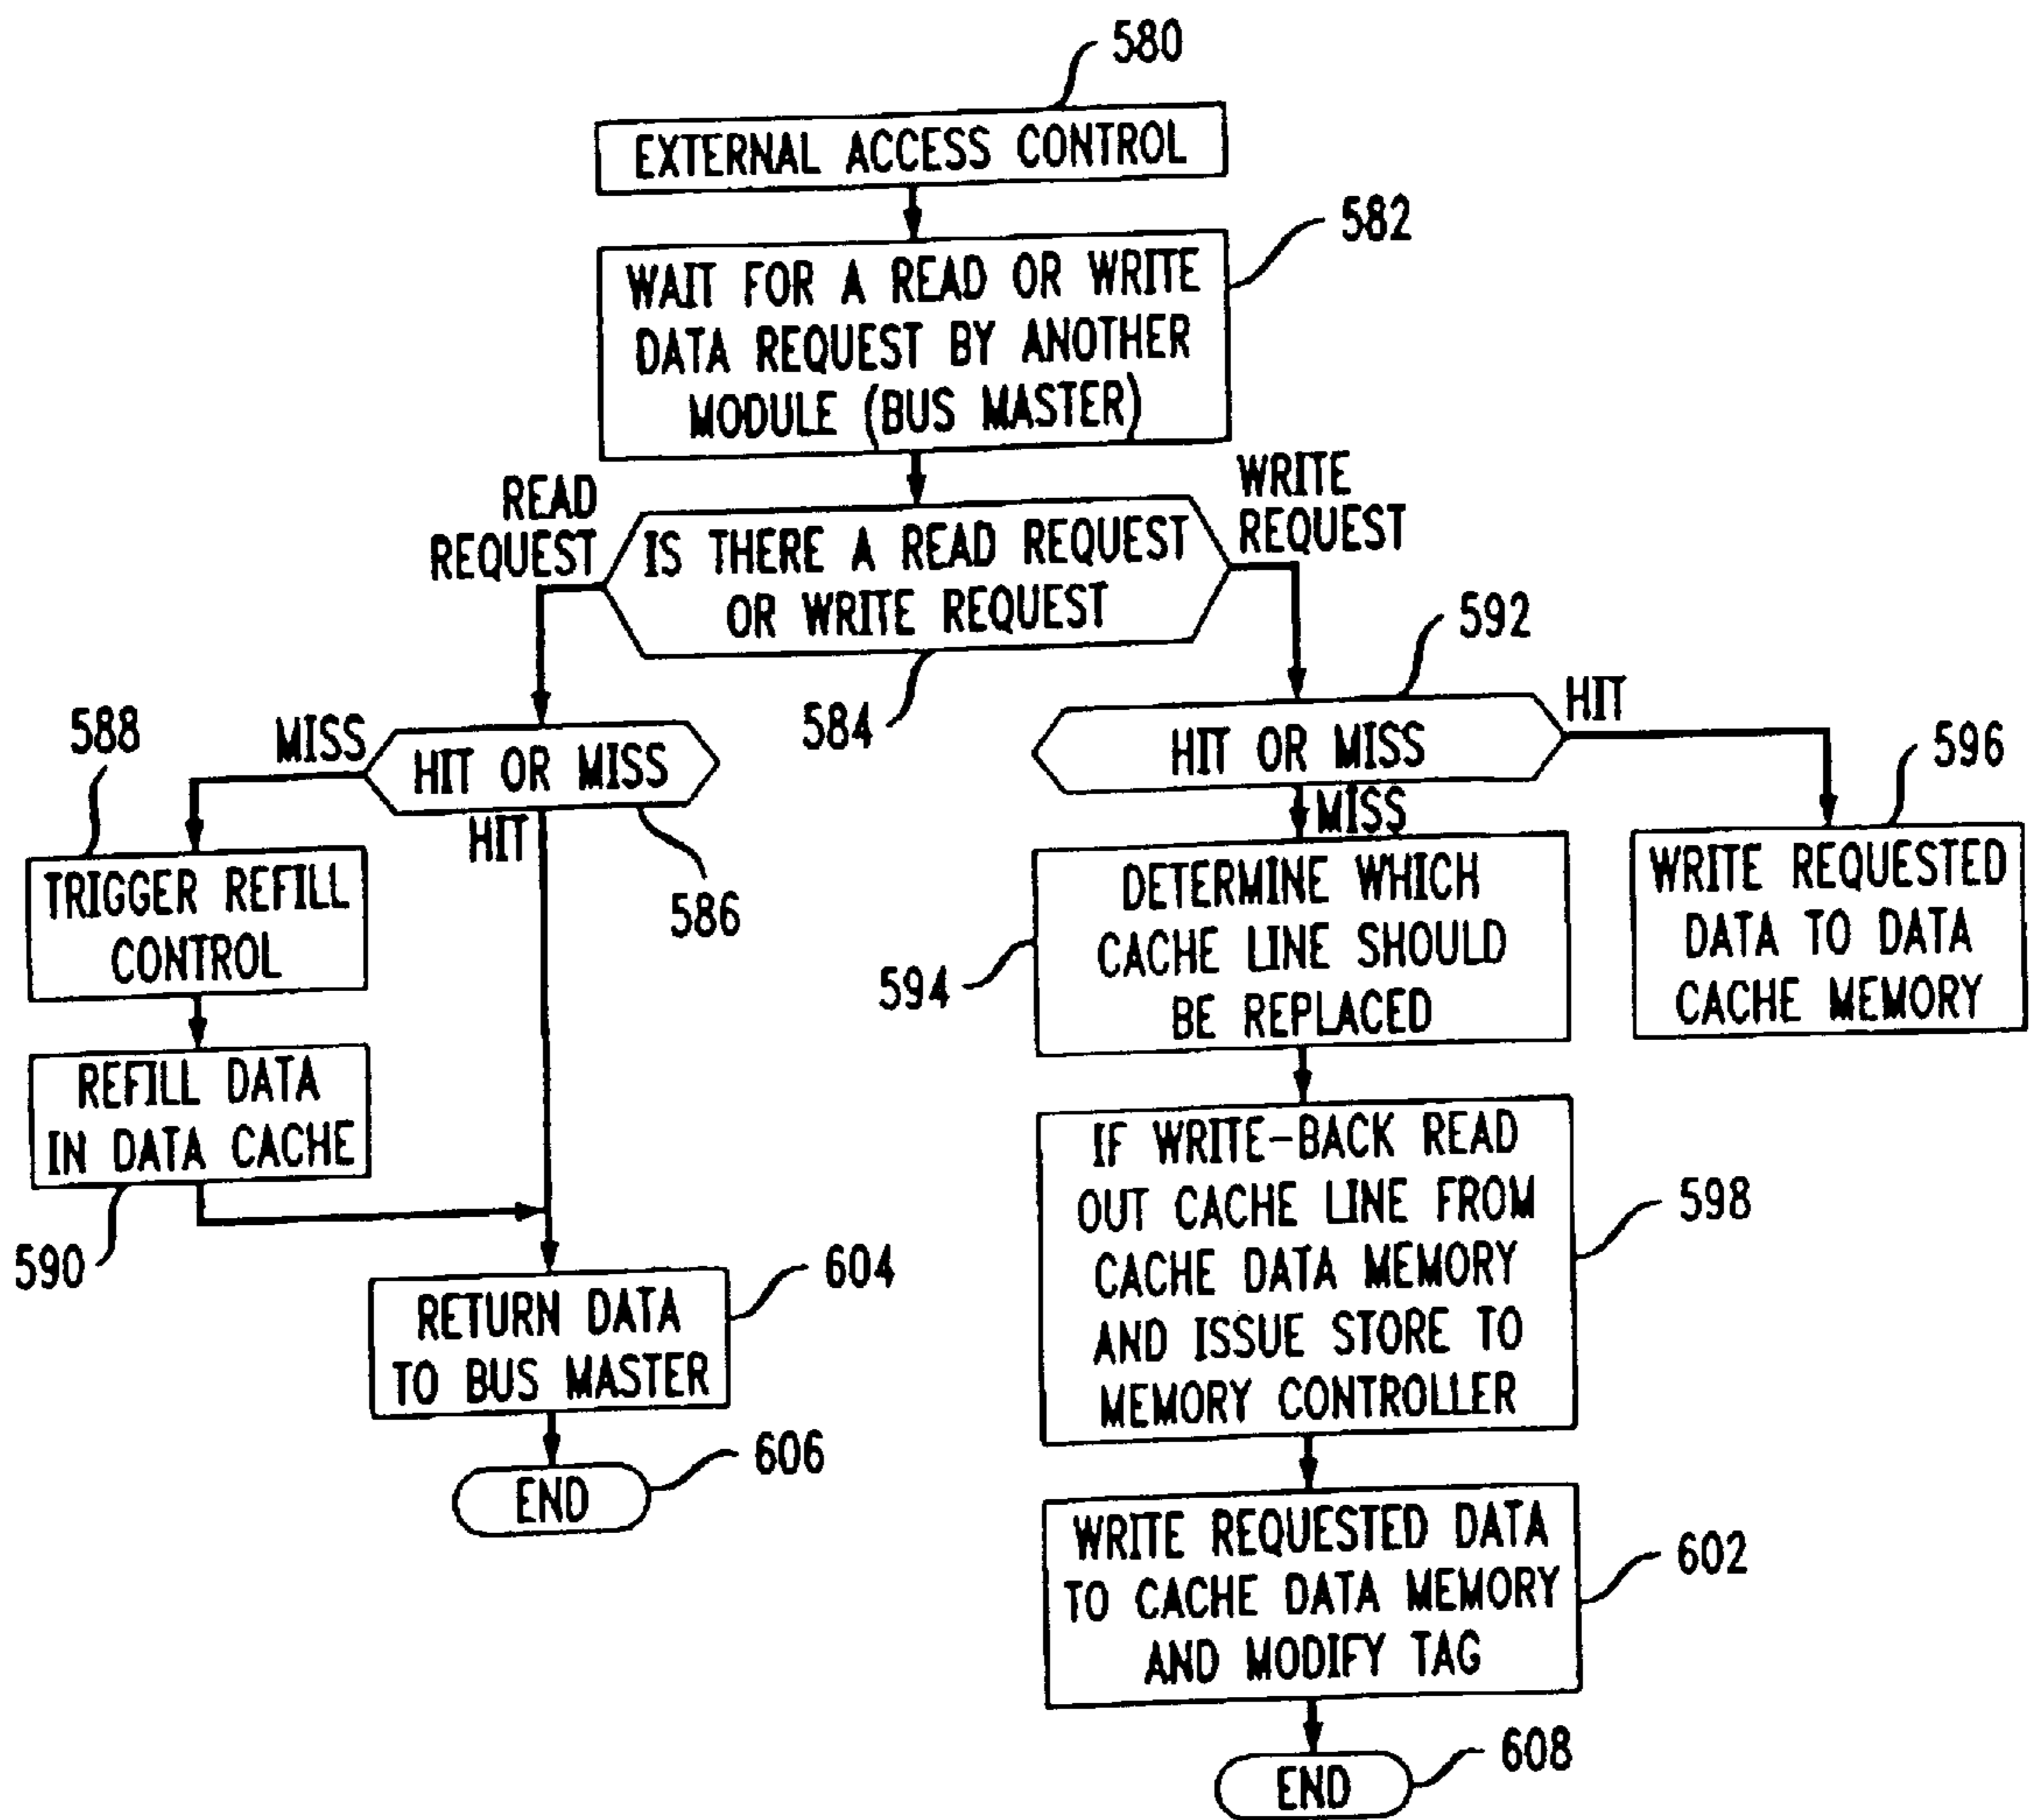 580
EXTERNAL ACCESS CONTROL
582
WAIT FOR A READ OR WRITE
DATA REQUEST BY ANOTHER
MODULE (BUS MASTER)
READ
REQUEST
WRITE
REQUEST
IS THERE A READ REQUEST
OR WRITE REQUEST
584
592
588
MISS
HIT OR MISS
HIT
586
HIT OR MISS
HIT
MISS
596
TRIGGER REFILL
CONTROL
594
DETERMINE WHICH
CACHE LINE SHOULD
BE REPLACED
WRITE REQUESTED
DATA TO DATA
CACHE MEMORY
REFILL DATA
IN DATA CACHE
590
IF WRITE-BACK READ
OUT CACHE LINE FROM
CACHE DATA MEMORY
AND ISSUE STORE TO
MEMORY CONTROLLER
598
604
RETURN DATA
TO BUS MASTER
606
END
WRITE REQUESTED DATA
TO CACHE DATA MEMORY
AND MODIFY TAG
602
608
END